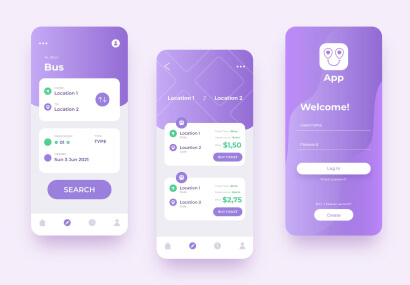 Bus
Location 1
Location 2
TYPE
Sun 3 Jun 2021
SEARCH
Location 1 2 Location 2
Location 1
Location 2
$1,50
BUY TICKET
Location 1
Location 2
$2,75
BUY TICKET
App
Welcome!
Username
Password
Log In
Create